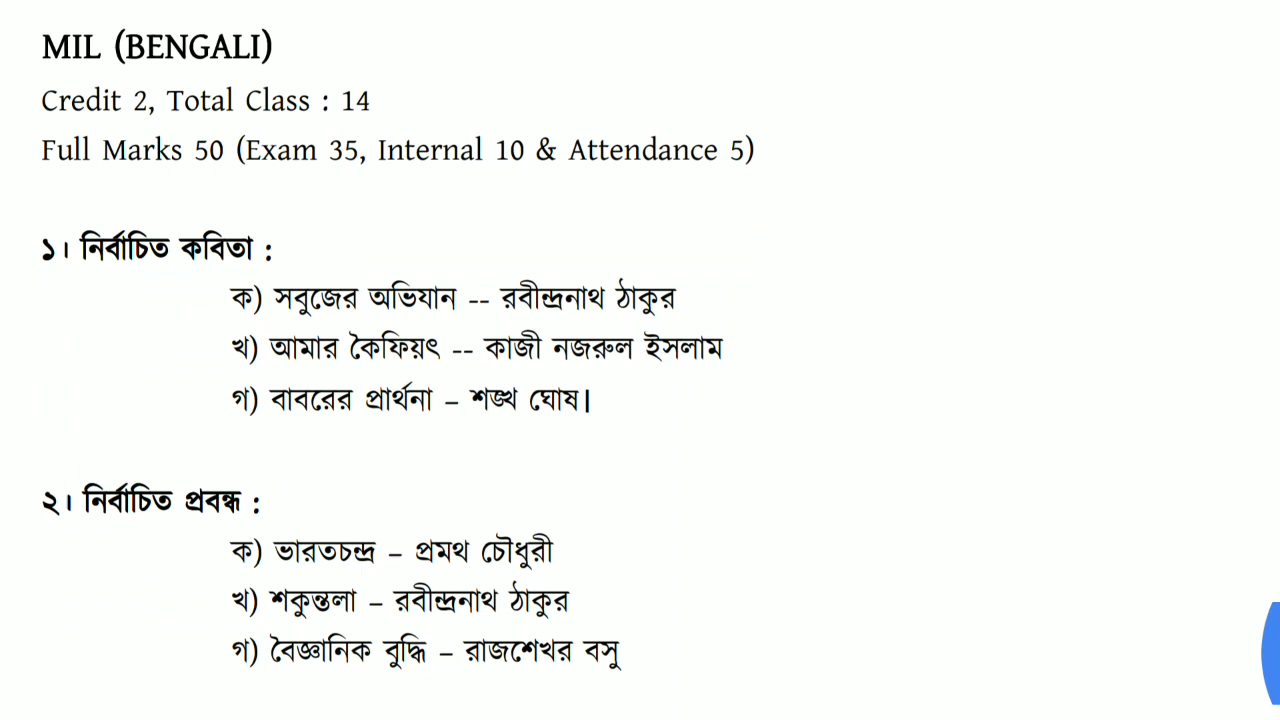 MIL (BENGALI)
Credit 2, Total Class : 14
Full Marks 50 (Exam 35, Internal 10 & Attendance 5)
১। নির্বাচিত কবিতা :
ক) সবুজের অভিযান -- রবীন্দ্রনাথ ঠাকুর
খ) আমার কৈফিয়ৎ -- কাজী নজরুল ইসলাম
গ) বাবরের প্রার্থনা – শঙ্খ ঘোষ।
২। নির্বাচিত প্রবন্ধ :
ক) ভারতচন্দ্র – প্রমথ চৌধুরী
খ) শকুন্তলা – রবীন্দ্রনাথ ঠাকুর
গ) বৈজ্ঞানিক বুদ্ধি – রাজশেখর বসু